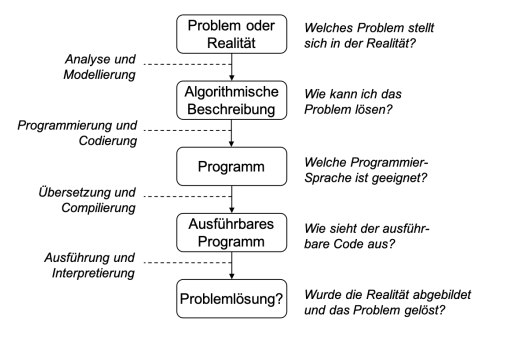 Problem oder
Realität
Welches Problem stellt
sich in der Realität?
Analyse und
Modellierung
Algorithmische
Beschreibung
Wie kann ich das
Problem lösen?
Programmierung und
Codierung
Programm
Welche Programmier-
Sprache ist geeignet?
Übersetzung und
Compilierung
Ausführbares
Programm
Wie sieht der ausführ-
bare Code aus?
Ausführung und
Interpretierung
Problemlösung?
Wurde die Realität abgebildet
und das Problem gelöst?